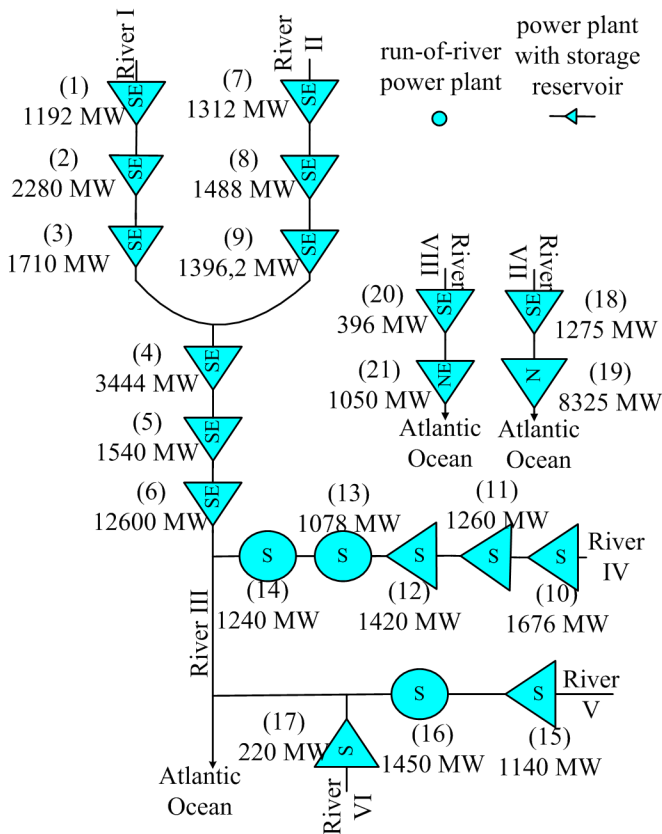 River I
(1)
1192 MW
SE
(2)
2280 MW
SE
(3)
1710 MW
SE
River
II
(7)
1312 MW
SE
(8)
1488 MW
SE
(9)
1396,2 MW
SE
run-of-river
power plant
power plant
with storage
reservoir
(4)
3444 MW
SE
(5)
1540 MW
SE
(6)
12600 MW
SE
River
VIII
(20)
396 MW
SE
(21)
1050 MW
NE
Atlantic
Ocean
River
VII
SE
(18)
1275 MW
N
(19)
8325 MW
Atlantic
Ocean
River III
S
(14)
1240 MW
(13)
1078 MW
S
S
(12)
1420 MW
(11)
1260 MW
S
S
(10)
1676 MW
River
IV
(17)
220 MW
S
River
VI
S
(16)
1450 MW
S
(15)
1140 MW
River
V
Atlantic
Ocean